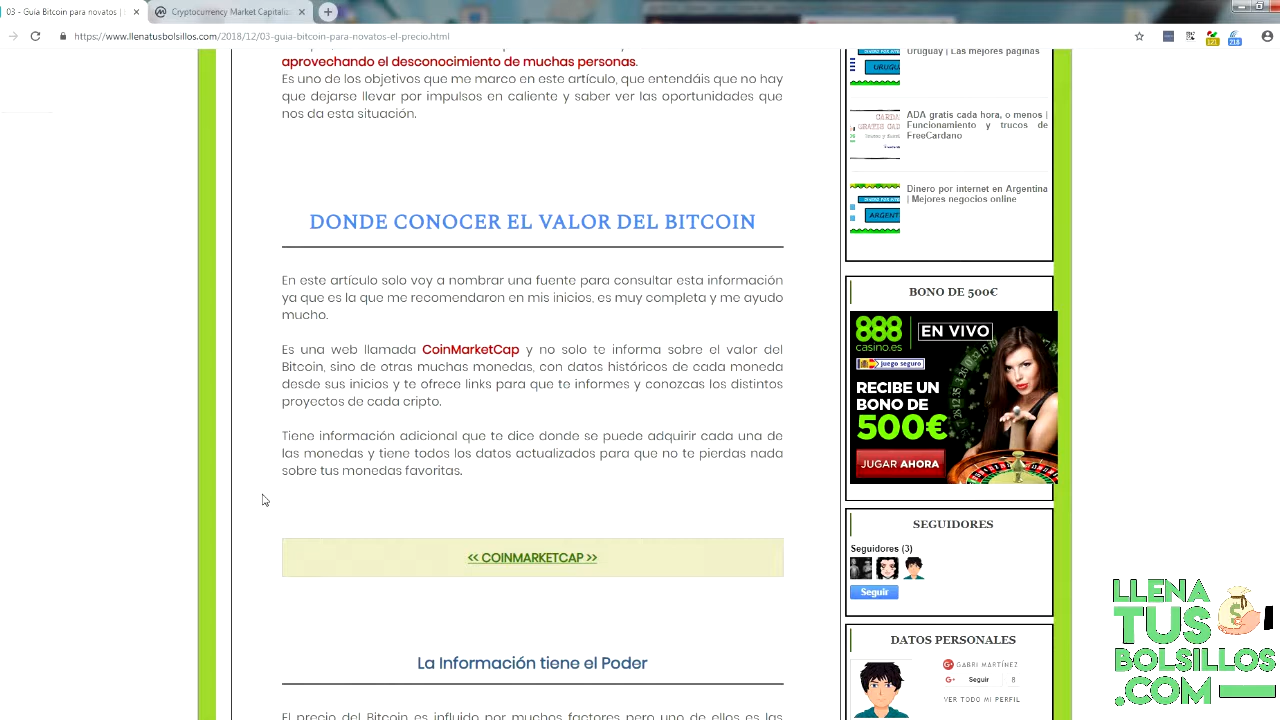 03 - Guía Bitcoin para novatos |
Cryptocurrency Market Capitalis
https://www.llenatusbolsillos.com/2018/12/03-guia-bitcoin-para-novatos-el-precio.html
121
218
aprovechando el desconocimiento de muchas personas.
Es uno de los objetivos que me marco en este artículo, que entendáis que no hay
que dejarse llevar por impulsos en caliente y saber ver las oportunidades que
nos da esta situación.
DONDE CONOCER EL VALOR DEL BITCOIN
En este artículo solo voy a nombrar una fuente para consultar esta información
ya que es la que me recomendaron en mis inicios, es muy completa y me ayudo
mucho.
Es una web llamada CoinMarketCap y no solo te informa sobre el valor del
Bitcoin, sino de otras muchas monedas, con datos históricos de cada moneda
desde sus inicios y te ofrece links para que te informes y conozcas los distintos
proyectos de cada cripto.
Tiene información adicional que te dice donde se puede adquirir cada una de
las monedas y tiene todos los datos actualizados para que no te pierdas nada
sobre tus monedas favoritas.
<< COINMARKETCAP >>
La Información tiene el Poder
El precio del Bitcoin es influido por muchos factores pero uno de ellos es las
Uruguay | Las mejores páginas
URUGU
ADA gratis cada hora, o menos |
Funcionamiento y trucos de
FreeCardano
Dinero por internet en Argentina
| Mejores negocios online
ARGENT
BONO DE 500€
888
casino.es
EN VIVO
juego seguro
RECIBE UN
BONO DE
500€
JUGAR AHORA
SEGUIDORES
Seguidores (3)
Seguir
DATOS PERSONALES
GABRI MARTÍNEZ
Seguir 8
VER TODO MI PERFIL
LLENA
TUS
BOLSILLOS
.COM